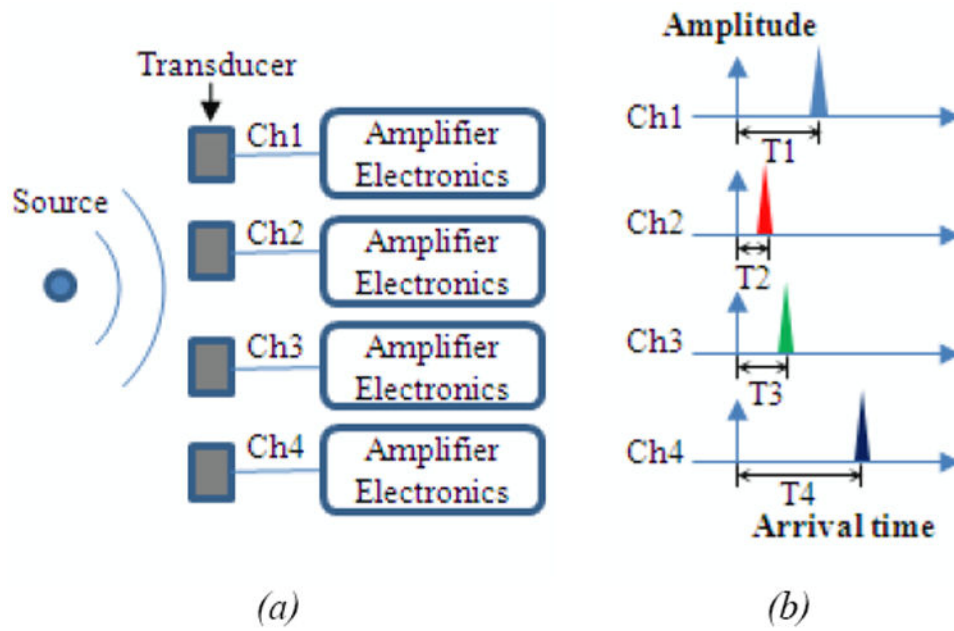 Transducer
Source
Ch1
Amplifier
Electronics
Ch2
Amplifier
Electronics
Ch3
Amplifier
Electronics
Ch4
Amplifier
Electronics
(a)
Amplitude
Ch1
T1
Ch2
T2
Ch3
T3
Ch4
T4
Arrival time
(b)